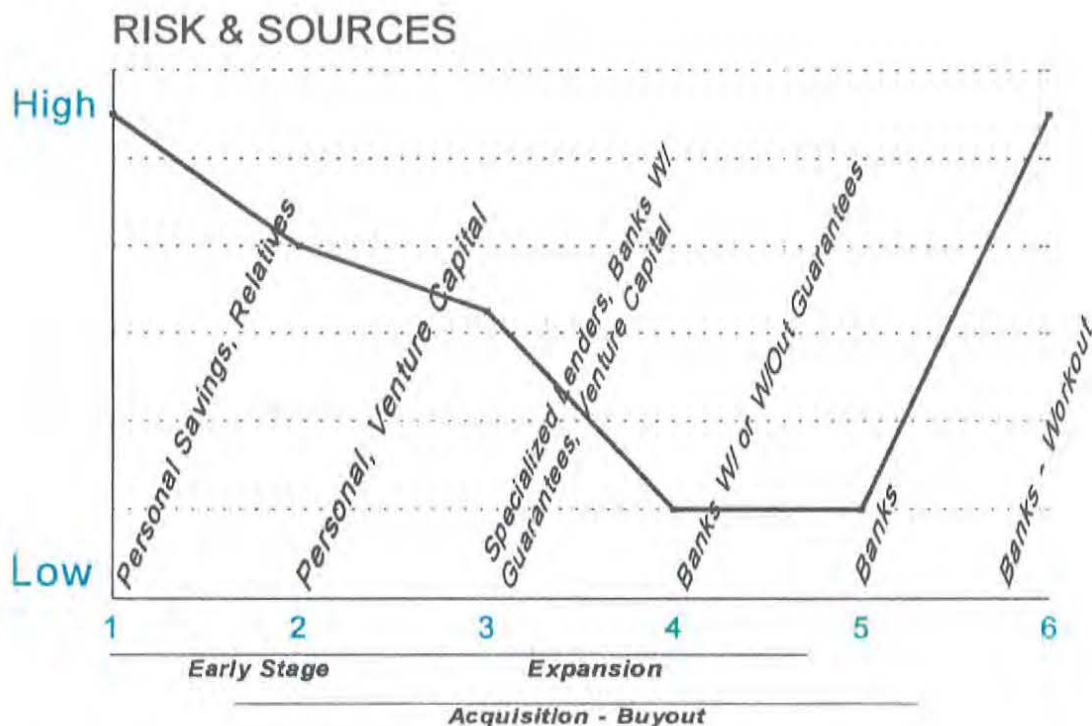 RISK & SOURCES
High
Low
Personal Savings, Relatives
Personal, Venture Capital
Specialized Lenders, Banks W/
Guarantees, Venture Capital
Banks W/ or W/Out Guarantees
Banks
Banks - Workout
1 2 3 4 5 6
Early Stage Expansion
Acquisition - Buyout